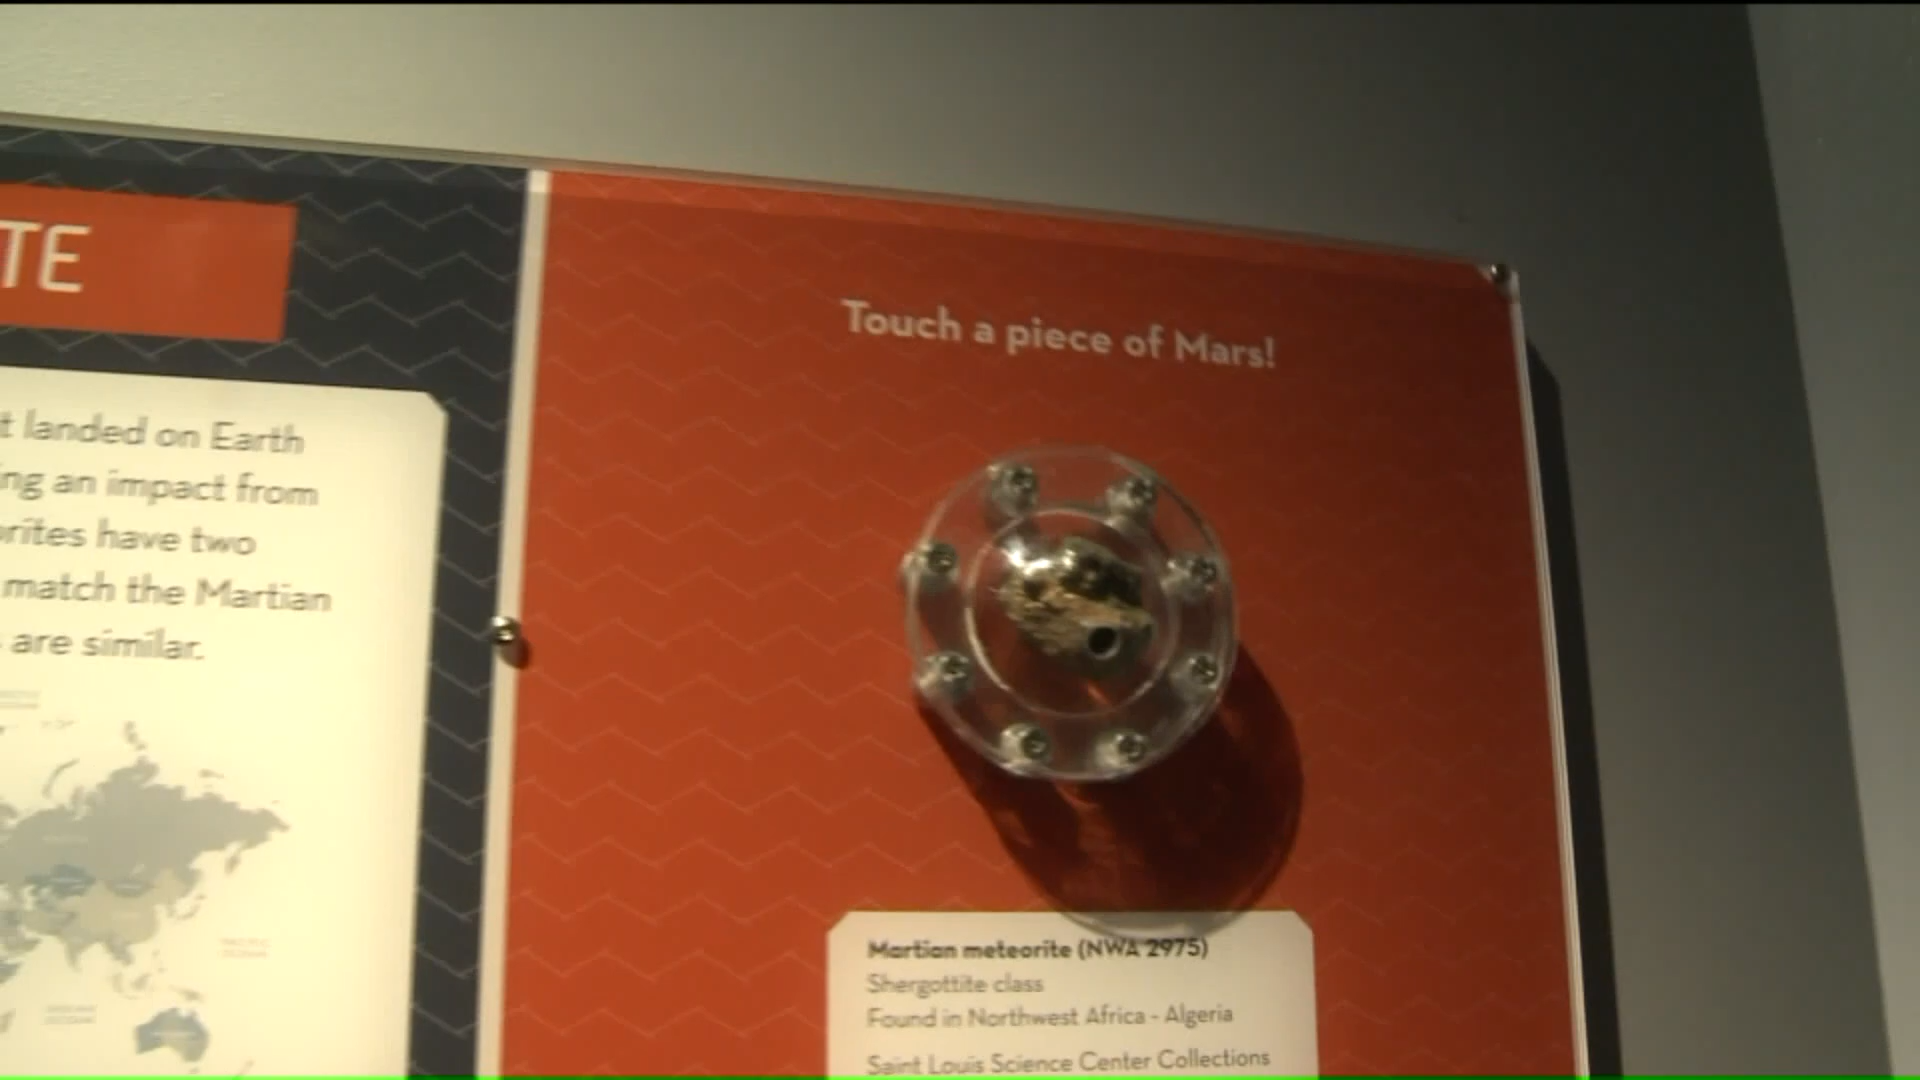 TE
t landed on Earth
ing an impact from
orites have two
match the Martian
are similar.
Touch a piece of Mars!
Martian meteorite (NWA 2975)
Shergottite class
Found in Northwest Africa - Algeria
Saint Louis Science Center Collections